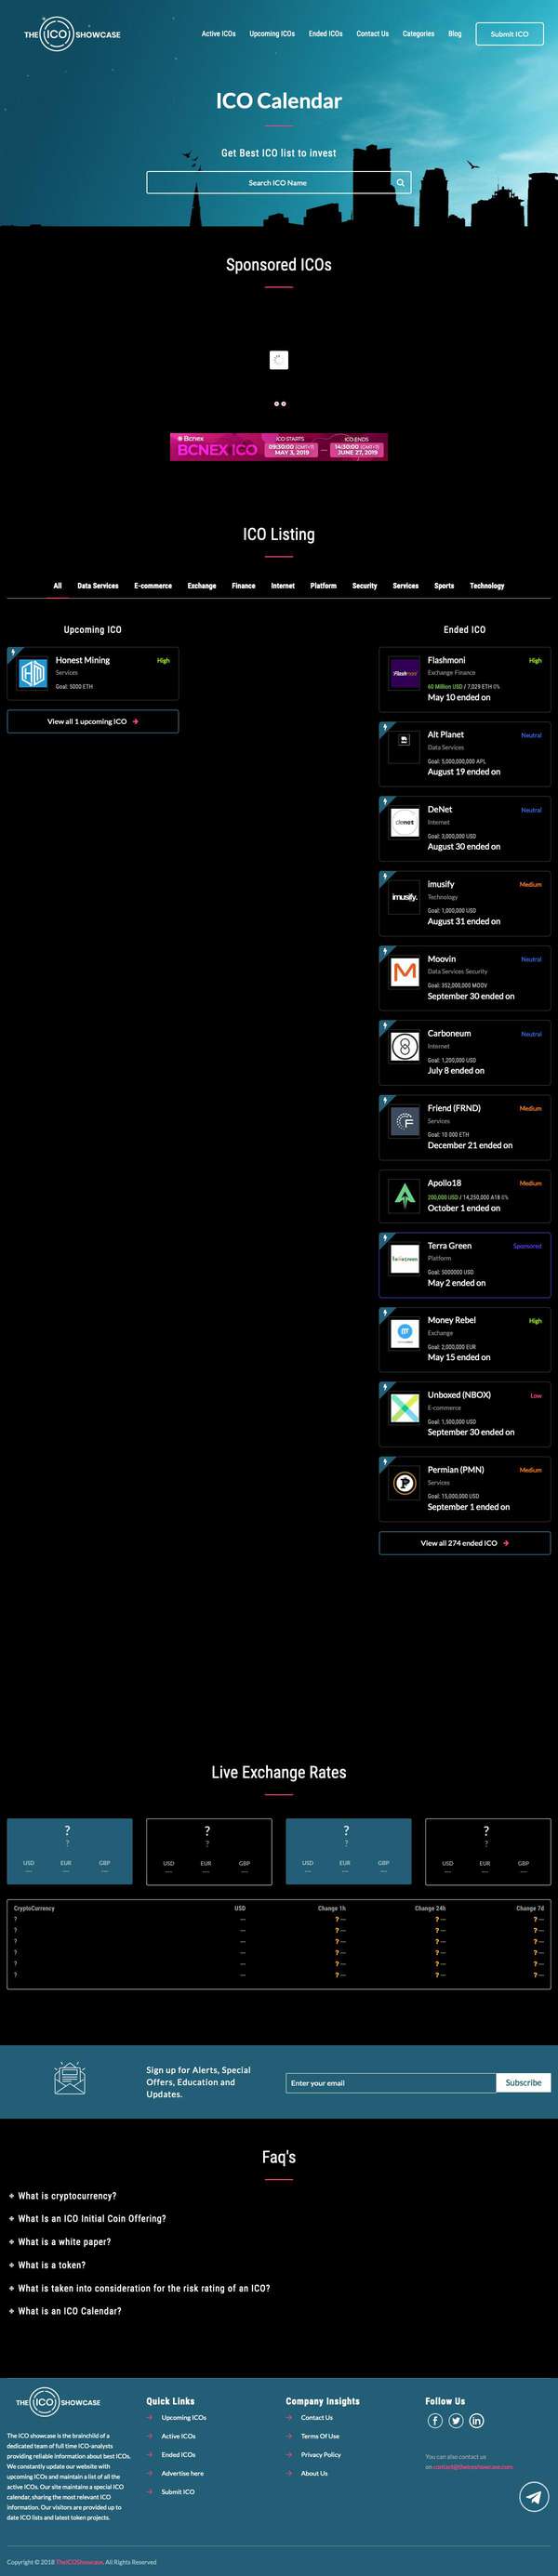 THE ICO SHOWCASE
Active ICOs
Upcoming ICOs
Ended ICOs
Contact Us
Categories
Blog
Submit ICO
ICO Calendar
Get Best ICO list to invest
Search ICO Name
Sponsored ICOs
Bcnex
BCNEX ICO
ICO STARTS
09:30:00 (GMT+7)
MAY 3, 2019
—
ICO ENDS
14:30:00 (GMT+7)
JUNE 27, 2019
ICO Listing
All
Data Services
E-commerce
Exchange
Finance
Internet
Platform
Security
Services
Sports
Technology
Upcoming ICO
Honest Mining
High
Services
Goal: 5000 ETH
View all 1 upcoming ICO
Ended ICO
Flashmoni
High
Exchange Finance
60 Million USD / 7,029 ETH 0%
May 10 ended on
Alt Planet
Neutral
Data Services
Goal: 5,000,000,000 APL
August 19 ended on
denet
DeNet
Neutral
Internet
Goal: 3,000,000 USD
August 30 ended on
imusify.
imusify
Medium
Technology
Goal: 1,000,000 USD
August 31 ended on
Moovin
Neutral
Data Services Security
Goal: 352,000,000 MOOV
September 30 ended on
Carboneum
Neutral
Internet
Goal: 1,200,000 USD
July 8 ended on
Friend (FRND)
Medium
Services
Goal: 10 000 ETH
December 21 ended on
Apollo18
Medium
200,000 USD / 14,250,000 A18 0%
October 1 ended on
Terra Green
Sponsored
Platform
Goal: 5000000 USD
May 2 ended on
Money Rebel
High
Exchange
Goal: 2,000,000 EUR
May 15 ended on
Unboxed (NBOX)
Low
E-commerce
Goal: 1,500,000 USD
September 30 ended on
Permian (PMN)
Medium
Services
Goal: 15,000,000 USD
September 1 ended on
View all 274 ended ICO
Live Exchange Rates
?
?
USD EUR GBP
--- --- ---
?
?
USD EUR GBP
--- --- ---
?
?
USD EUR GBP
--- --- ---
?
?
USD EUR GBP
--- --- ---
CryptoCurrency USD Change 1h Change 24h Change 7d
? --- ? --- ? --- ? ---
? --- ? --- ? --- ? ---
? --- ? --- ? --- ? ---
? --- ? --- ? --- ? ---
? --- ? --- ? --- ? ---
? --- ? --- ? --- ? ---
Sign up for Alerts, Special
Offers, Education and
Updates.
Enter your email
Subscribe
Faq's
+ What is cryptocurrency?
+ What Is an ICO Initial Coin Offering?
+ What is a white paper?
+ What is a token?
+ What is taken into consideration for the risk rating of an ICO?
+ What is an ICO Calendar?
THE ICO SHOWCASE
The ICO showcase is the brainchild of a
dedicated team of full time ICO-analysts
providing reliable information about best ICOs.
We constantly update our website with
upcoming ICOs and maintain a list of all the
active ICOs. Our site maintains a special ICO
calendar, sharing the most relevant ICO
information. Our visitors are provided up to
date ICO lists and latest token projects.
Quick Links
Upcoming ICOs
Active ICOs
Ended ICOs
Advertise here
Submit ICO
Company Insights
Contact Us
Terms Of Use
Privacy Policy
About Us
Follow Us
You can also contact us
on contact@theicoshowcase.com
Copyright © 2018 TheICOShowcase, All Rights Reserved